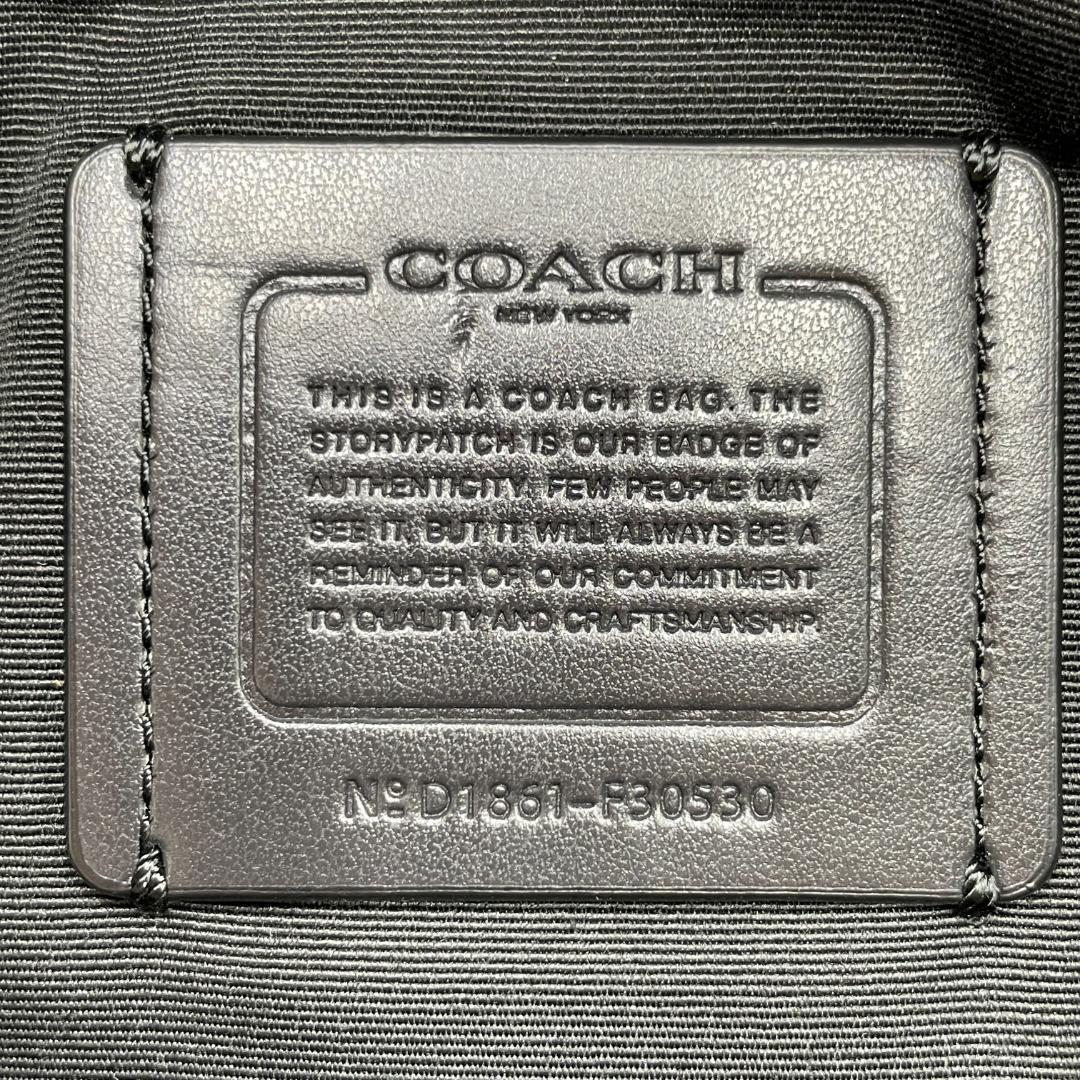 COACH
NEW YORK
THIS IS A COACH BAG. THE
STORYPATCH IS OUR BADGE OF
AUTHENTICITY. FEW PEOPLE MAY
SEE IT. BUT IT WILL ALWAYS BE A
REMINDER OF OUR COMMITMENT
TO QUALITY AND CRAFTSMANSHIP.
Nº D1861-F30530